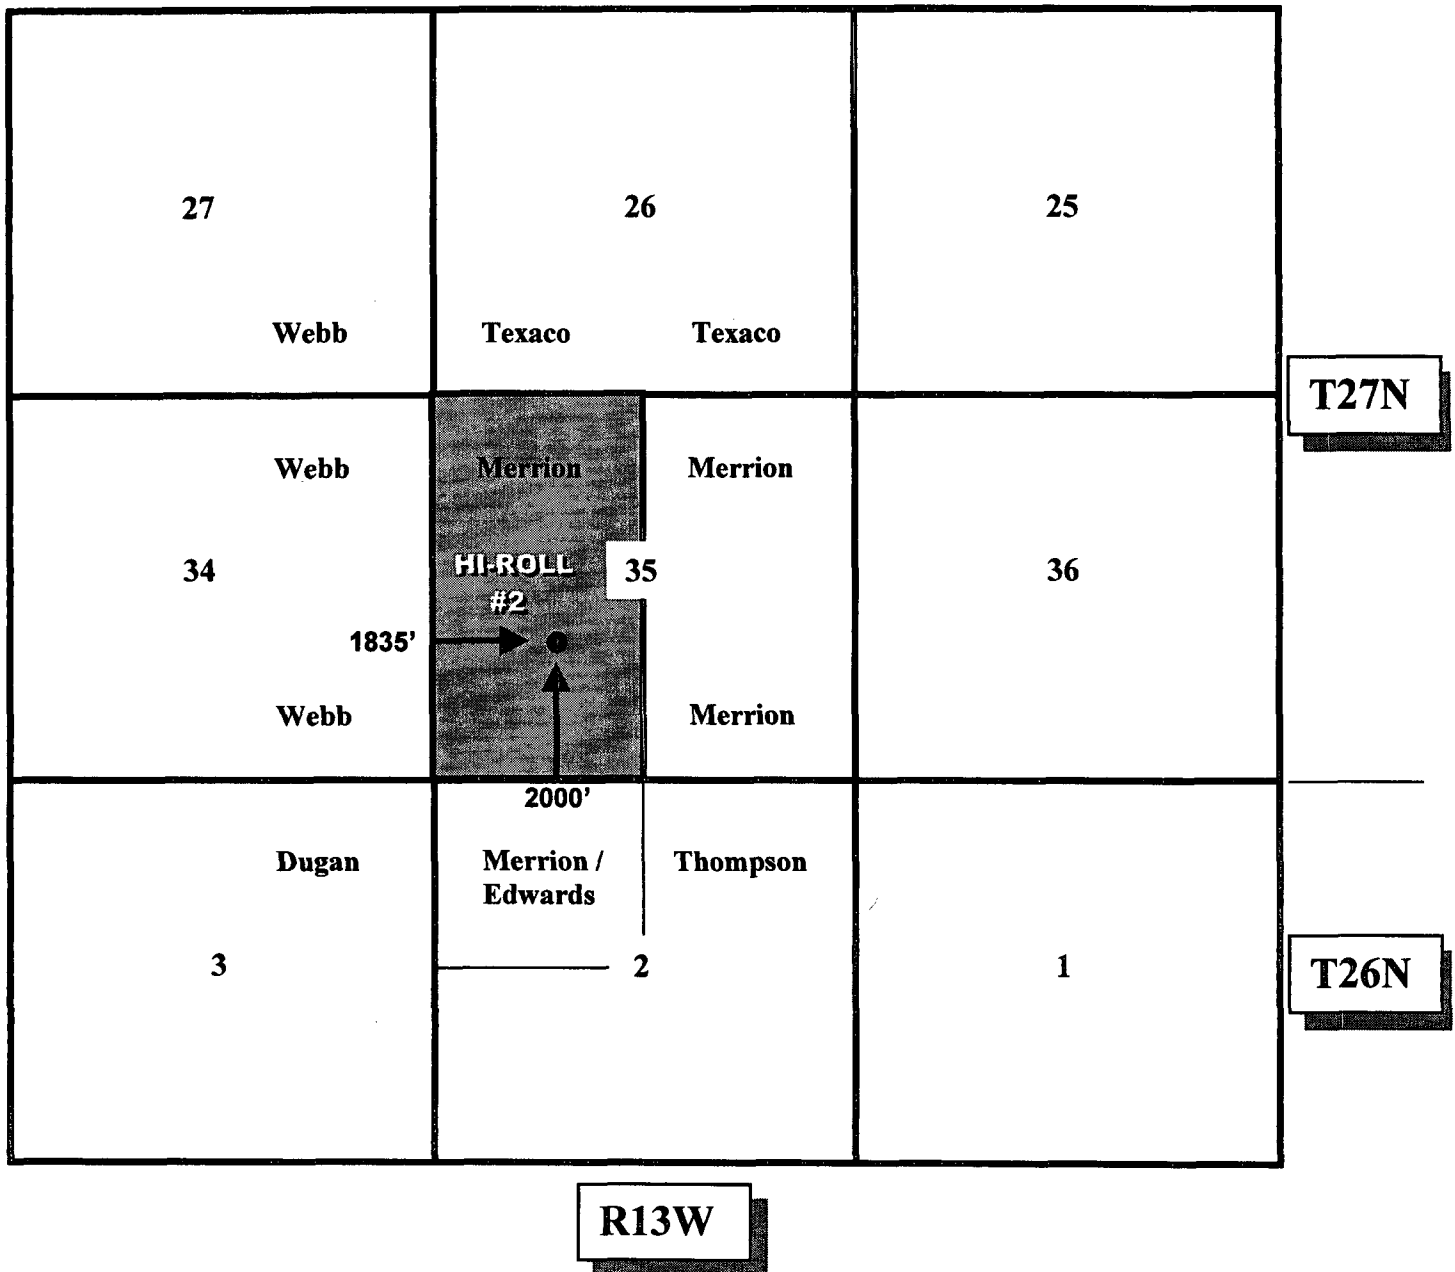 27
26
25
Webb
Texaco
Texaco
T27N
Webb
Merrion
Merrion
34
HI-ROLL
#2
35
36
1835'
Webb
Merrion
2000'
Dugan
Merrion /
Edwards
Thompson
3
2
1
T26N
R13W